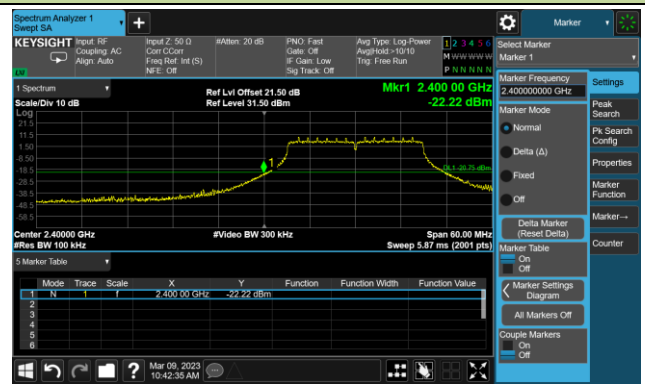 Spectrum Analyzer 1
Swept SA
Marker
KEYSIGHT
Input: RF
Coupling: AC
Align: Auto
Input Z: 50 Ω
Corr CCorr
Freq Ref: Int (S)
NFE: Off
#Atten: 20 dB
PNO: Fast
Gate: Off
IF Gain: Low
Sig Track: Off
Avg Type: Log-Power
Avg|Hold:>10/10
Trig: Free Run
1 2 3 4 5 6
M W W W W W
P N N N N N
LXI
Select Marker
Marker 1
1 Spectrum
Scale/Div 10 dB
Log
Ref Lvl Offset 21.50 dB
Ref Level 31.50 dBm
Mkr1 2.400 00 GHz
-22.22 dBm
21.5
11.5
1.50
-8.50
-18.5
-28.5
-38.5
-48.5
-58.5
1
DL1 -20.75 dBm
Center 2.40000 GHz
#Res BW 100 kHz
#Video BW 300 kHz
Span 60.00 MHz
Sweep 5.87 ms (2001 pts)
5 Marker Table
Mode Trace Scale X Y Function Function Width Function Value
1 N 1 f 2.400 00 GHz -22.22 dBm
2
3
4
5
6
Marker Frequency
2.400000000 GHz
Marker Mode
Normal
Delta (Δ)
Fixed
Off
Delta Marker
(Reset Delta)
Marker Table
On
Off
Marker Settings
Diagram
All Markers Off
Couple Markers
On
Off
Settings
Peak
Search
Pk Search
Config
Properties
Marker
Function
Marker→
Counter
Mar 09, 2023
10:42:35 AM